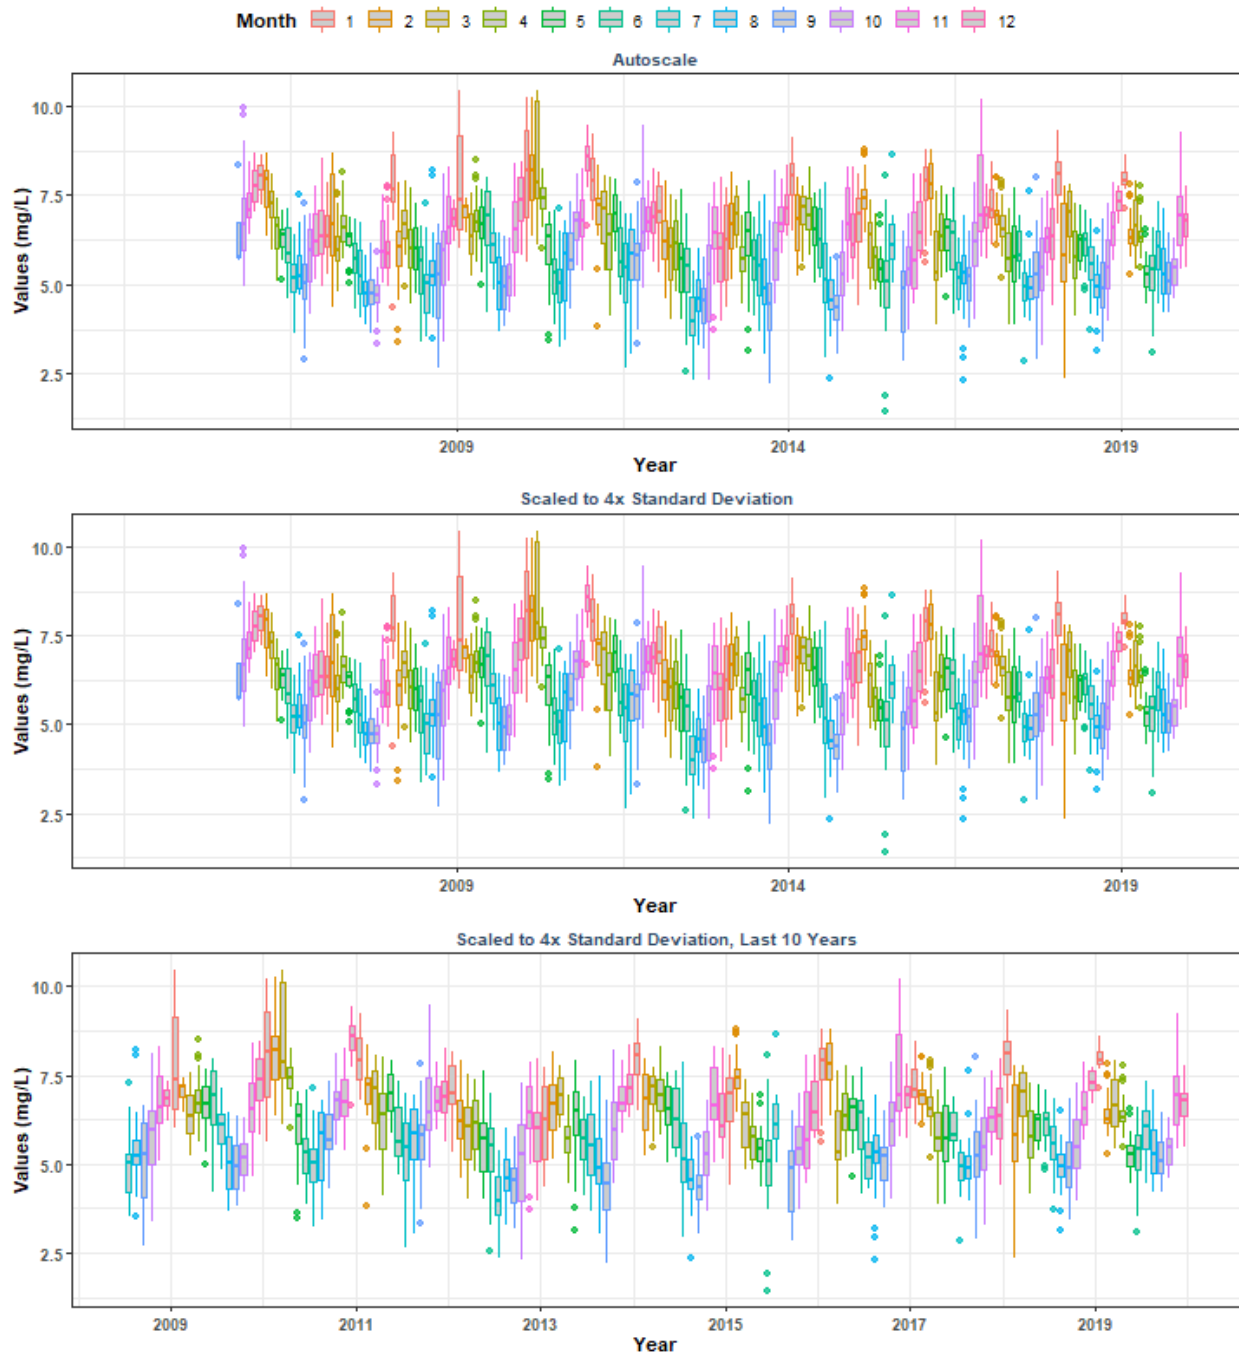 Month 1 2 3 4 5 6 7 8 9 10 11 12
Autoscale
Values (mg/L)
10.0
7.5
5.0
2.5
2009 2014 2019
Year
Scaled to 4x Standard Deviation
Values (mg/L)
10.0
7.5
5.0
2.5
2009 2014 2019
Year
Scaled to 4x Standard Deviation, Last 10 Years
Values (mg/L)
10.0
7.5
5.0
2.5
2009 2011 2013 2015 2017 2019
Year